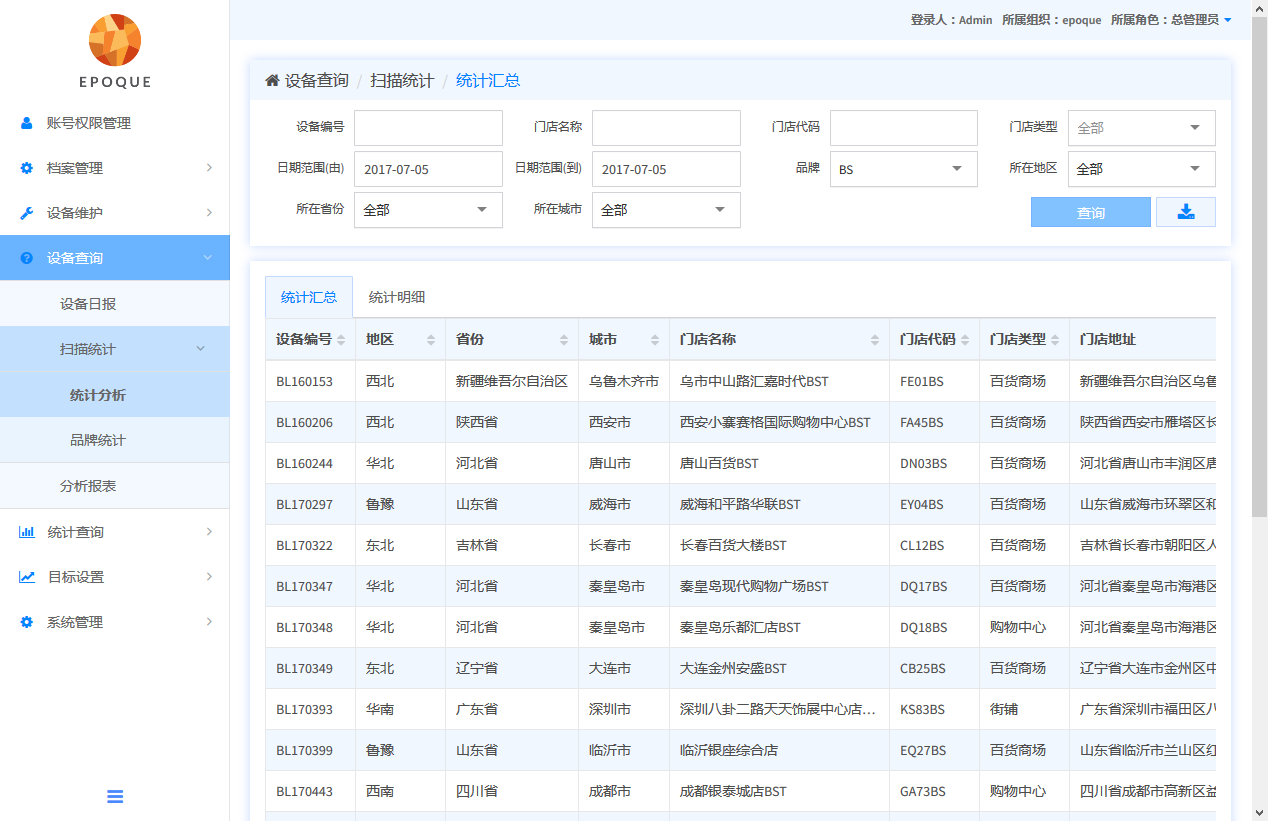 登录人：Admin 所属组织：epoque 所属角色：总管理员
EPOQUE
账号权限管理
档案管理
设备维护
设备查询
设备日报
扫描统计
统计分析
品牌统计
分析报表
统计查询
目标设置
系统管理
设备查询 / 扫描统计 / 统计汇总
设备编号 门店名称 门店代码 门店类型 全部
日期范围(由) 2017-07-05 日期范围(到) 2017-07-05 品牌 BS 所在地区 全部
所在省份 全部 所在城市 全部 查询
统计汇总 统计明细
设备编号 地区 省份 城市 门店名称 门店代码 门店类型 门店地址
BL160153 西北 新疆维吾尔自治区 乌鲁木齐市 乌市中山路汇嘉时代BST FE01BS 百货商场 新疆维吾尔自治区乌鲁
BL160206 西北 陕西省 西安市 西安小寨赛格国际购物中心BST FA45BS 百货商场 陕西省西安市雁塔区长
BL160244 华北 河北省 唐山市 唐山百货BST DN03BS 百货商场 河北省唐山市丰润区唐
BL170297 鲁豫 山东省 威海市 威海和平路华联BST EY04BS 百货商场 山东省威海市环翠区和
BL170322 东北 吉林省 长春市 长春百货大楼BST CL12BS 百货商场 吉林省长春市朝阳区人
BL170347 华北 河北省 秦皇岛市 秦皇岛现代购物广场BST DQ17BS 百货商场 河北省秦皇岛市海港区
BL170348 华北 河北省 秦皇岛市 秦皇岛乐都汇店BST DQ18BS 购物中心 河北省秦皇岛市海港区
BL170349 东北 辽宁省 大连市 大连金州安盛BST CB25BS 百货商场 辽宁省大连市金州区中
BL170393 华南 广东省 深圳市 深圳八卦二路天天饰展中心店… KS83BS 街铺 广东省深圳市福田区八
BL170399 鲁豫 山东省 临沂市 临沂银座综合店 EQ27BS 百货商场 山东省临沂市兰山区红
BL170443 西南 四川省 成都市 成都银泰城店BST GA73BS 购物中心 四川省成都市高新区益